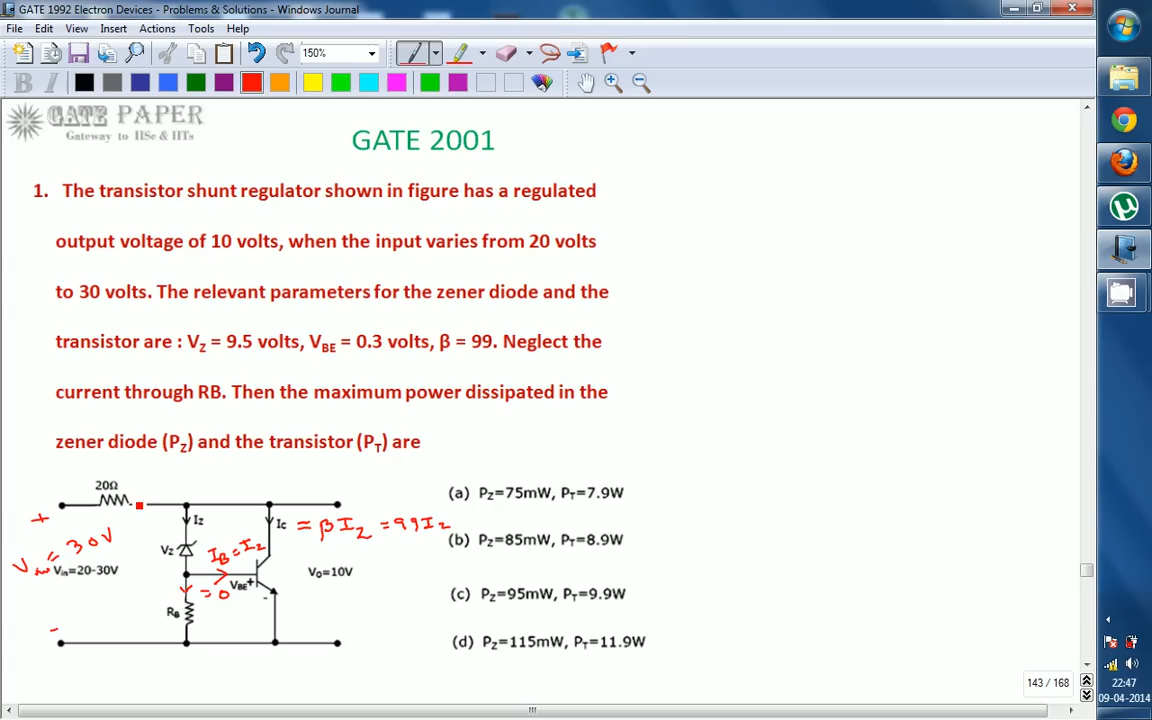 GATE 1992 Electron Devices - Problems & Solutions - Windows Journal
File Edit View Insert Actions Tools Help
150%
B I
GATE PAPER
Gateway to IISc & IITs
GATE 2001
1. The transistor shunt regulator shown in figure has a regulated
output voltage of 10 volts, when the input varies from 20 volts
to 30 volts. The relevant parameters for the zener diode and the
transistor are : VZ = 9.5 volts, VBE = 0.3 volts, β = 99. Neglect the
current through RB. Then the maximum power dissipated in the
zener diode (PZ) and the transistor (PT) are
20Ω
+
Iz
Ic ≈ βIZ = 99IZ
= 30V
VZ
IB = IZ
Vin=20-30V
VBE +
-
= 0
VO=10V
RB
-
(a) PZ=75mW, PT=7.9W
(b) PZ=85mW, PT=8.9W
(c) PZ=95mW, PT=9.9W
(d) PZ=115mW, PT=11.9W
143 / 168
22:47
09-04-2014